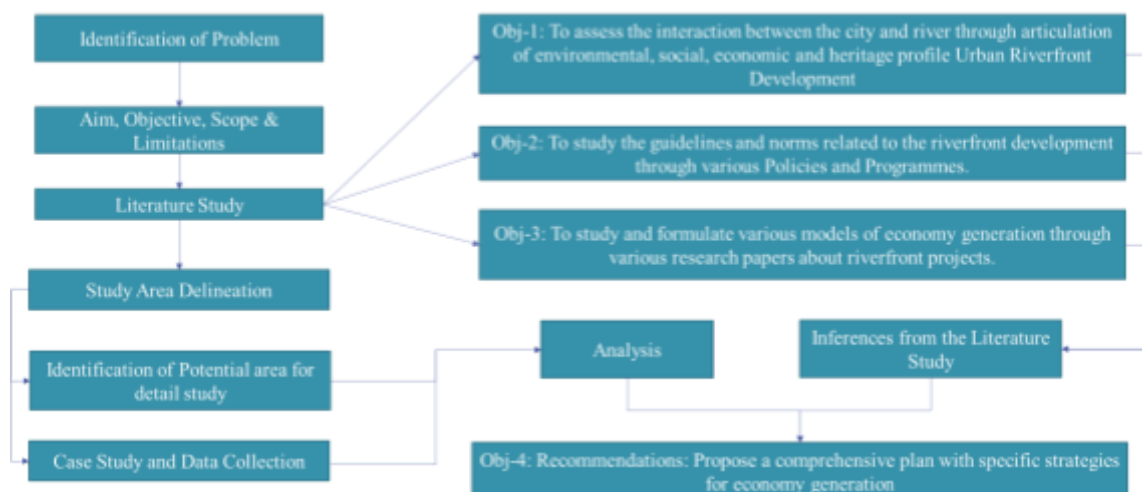 Identification of Problem
Aim, Objective, Scope &
Limitations
Literature Study
Study Area Delineation
Identification of Potential area for
detail study
Case Study and Data Collection
Obj-1: To assess the interaction between the city and river through articulation
of environmental, social, economic and heritage profile Urban Riverfront
Development
Obj-2: To study the guidelines and norms related to the riverfront development
through various Policies and Programmes.
Obj-3: To study and formulate various models of economy generation through
various research papers about riverfront projects.
Analysis
Inferences from the Literature
Study
Obj-4: Recommendations: Propose a comprehensive plan with specific strategies
for economy generation